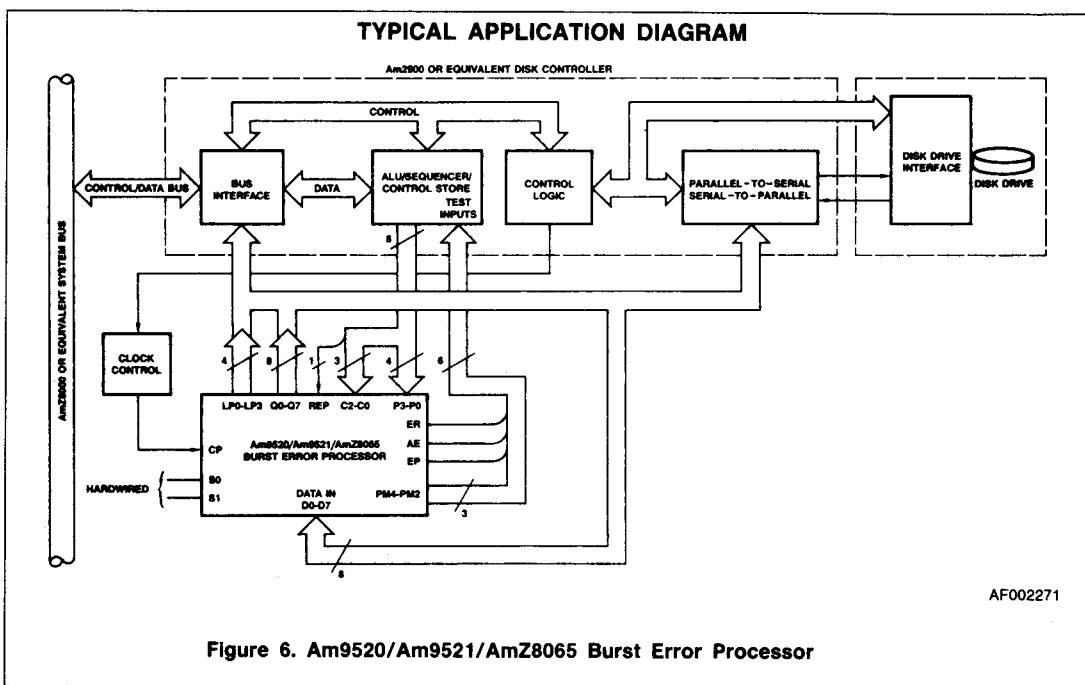 TYPICAL APPLICATION DIAGRAM
Am2900 OR EQUIVALENT DISK CONTROLLER
CONTROL
AmZ8000 OR EQUIVALENT SYSTEM BUS
CONTROL/DATA BUS
BUS
INTERFACE
DATA
ALU/SEQUENCER/
CONTROL STORE
TEST
INPUTS
CONTROL
LOGIC
PARALLEL-TO-SERIAL
SERIAL-TO-PARALLEL
DISK DRIVE
INTERFACE
DISK DRIVE
8
CLOCK
CONTROL
4
8
1
3
4
6
LP0-LP3 Q0-Q7 REP C2-C0 P3-P0
ER
AE
EP
CP
Am9520/Am9521/AmZ8065
BURST ERROR PROCESSOR
HARDWIRED
S0
S1
DATA IN
D0-D7
PM4-PM2
3
8
AF002271
Figure 6. Am9520/Am9521/AmZ8065 Burst Error Processor